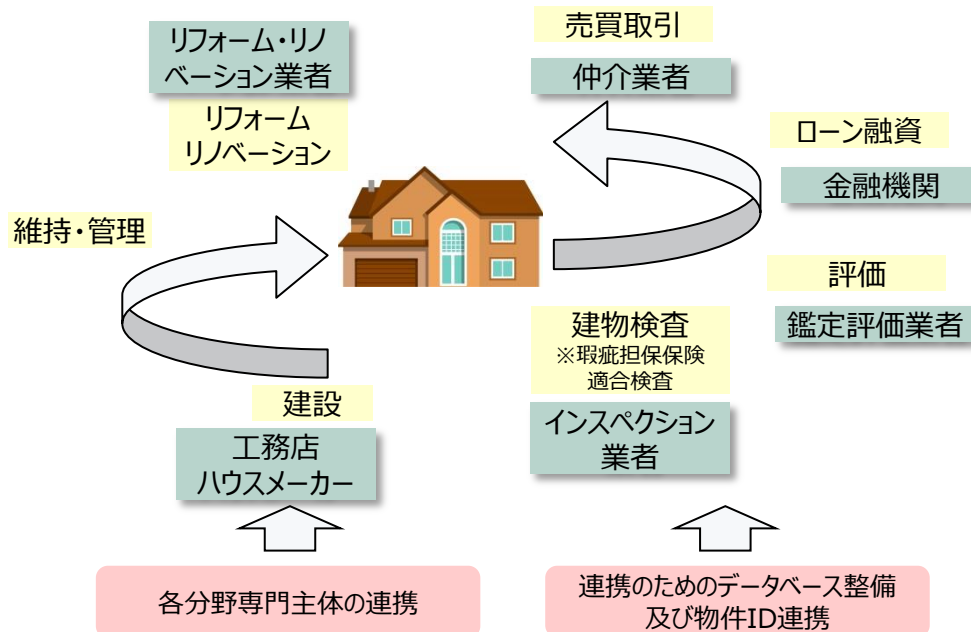 リフォーム・リノ
ベーション業者
リフォーム
リノベーション
維持・管理
建設
工務店
ハウスメーカー
売買取引
仲介業者
ローン融資
金融機関
評価
鑑定評価業者
建物検査
※瑕疵担保保険
適合検査
インスペクション
業者
各分野専門主体の連携
連携のためのデータベース整備
及び物件ID連携